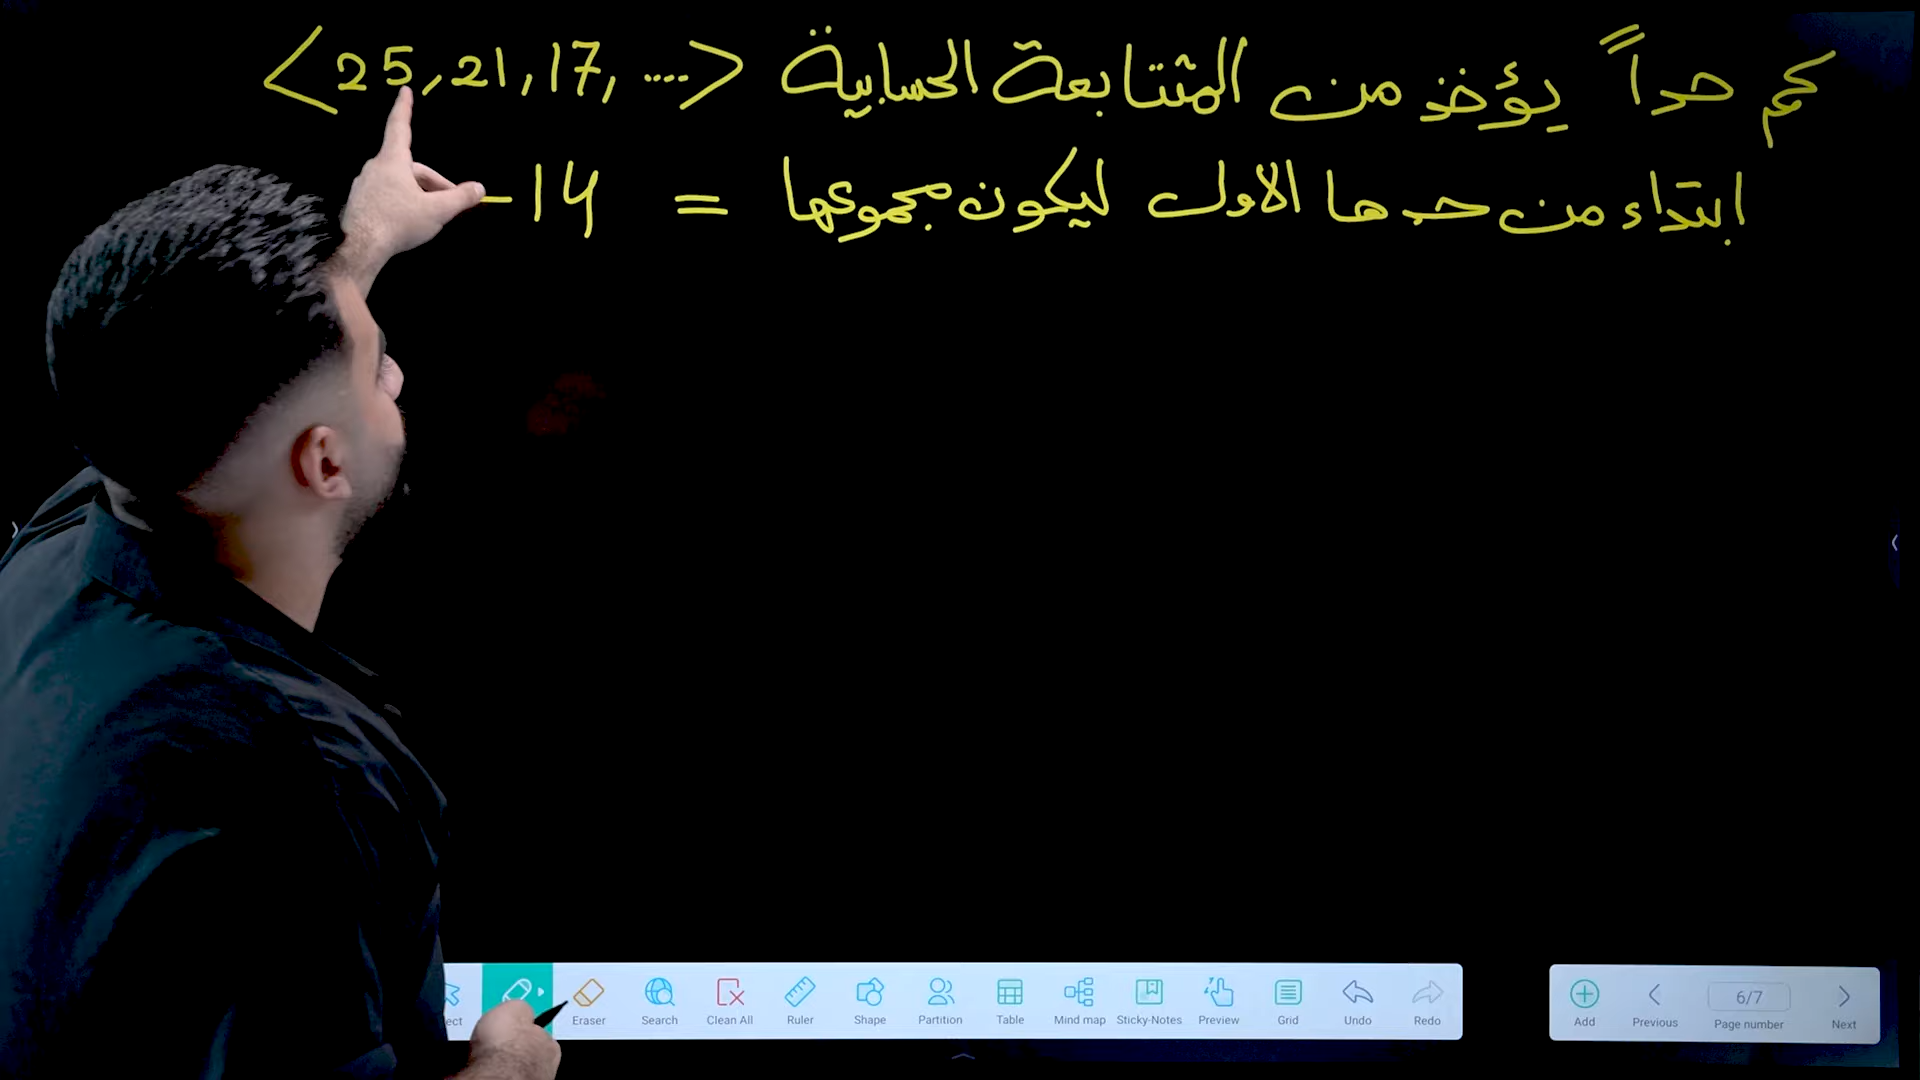 كم حداً يؤخذ من المتتابعة الحسابية <25,21,17,....>
ابتداء من حدها الاول ليكون مجموعها = -14
Eraser
Search
Clean All
Ruler
Shape
Partition
Table
Mind map
Sticky-Notes
Preview
Grid
Undo
Redo
Add
Previous
6/7
Page number
Next